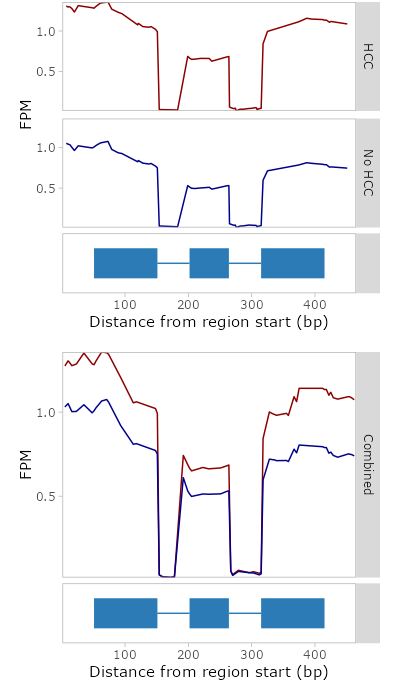 1.0
0.5
HCC
FPM
1.0
0.5
No HCC
100 200 300 400
Distance from region start (bp)
1.0
0.5
FPM
Combined
100 200 300 400
Distance from region start (bp)